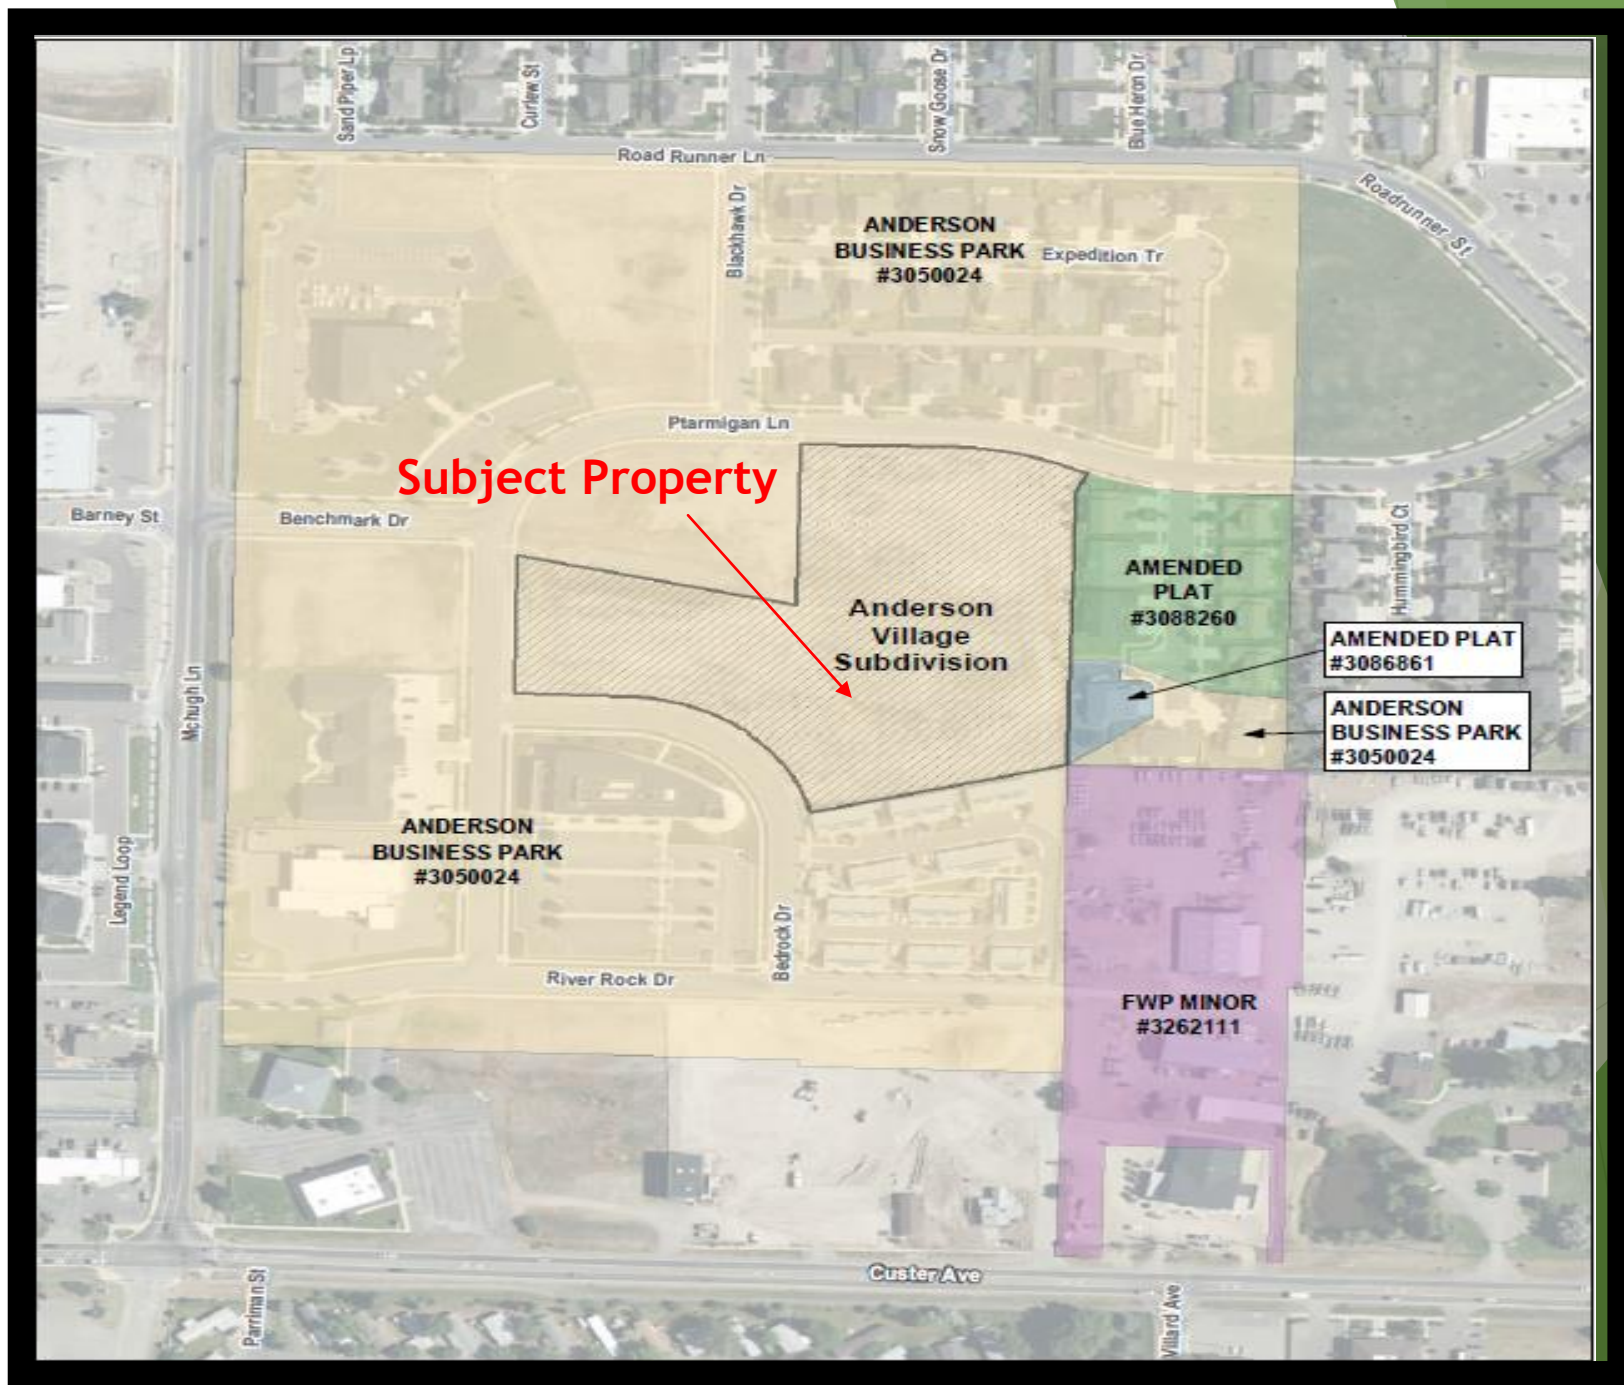 Sand Piper Lp
Curlew St
Snow Goose Dr
Blue Heron Dr
Road Runner Ln
Roadrunner St
Blackhawk Dr
ANDERSON
BUSINESS PARK
#3050024
Expedition Tr
Ptarmigan Ln
Subject Property
Barney St
Benchmark Dr
Hummingbird Ct
AMENDED
PLAT
#3088260
Anderson
Village
Subdivision
AMENDED PLAT
#3086861
Mchugh Ln
ANDERSON
BUSINESS PARK
#3050024
ANDERSON
BUSINESS PARK
#3050024
Legend Loop
Bedrock Dr
River Rock Dr
FWP MINOR
#3262111
Custer Ave
Parriman St
Villard Ave